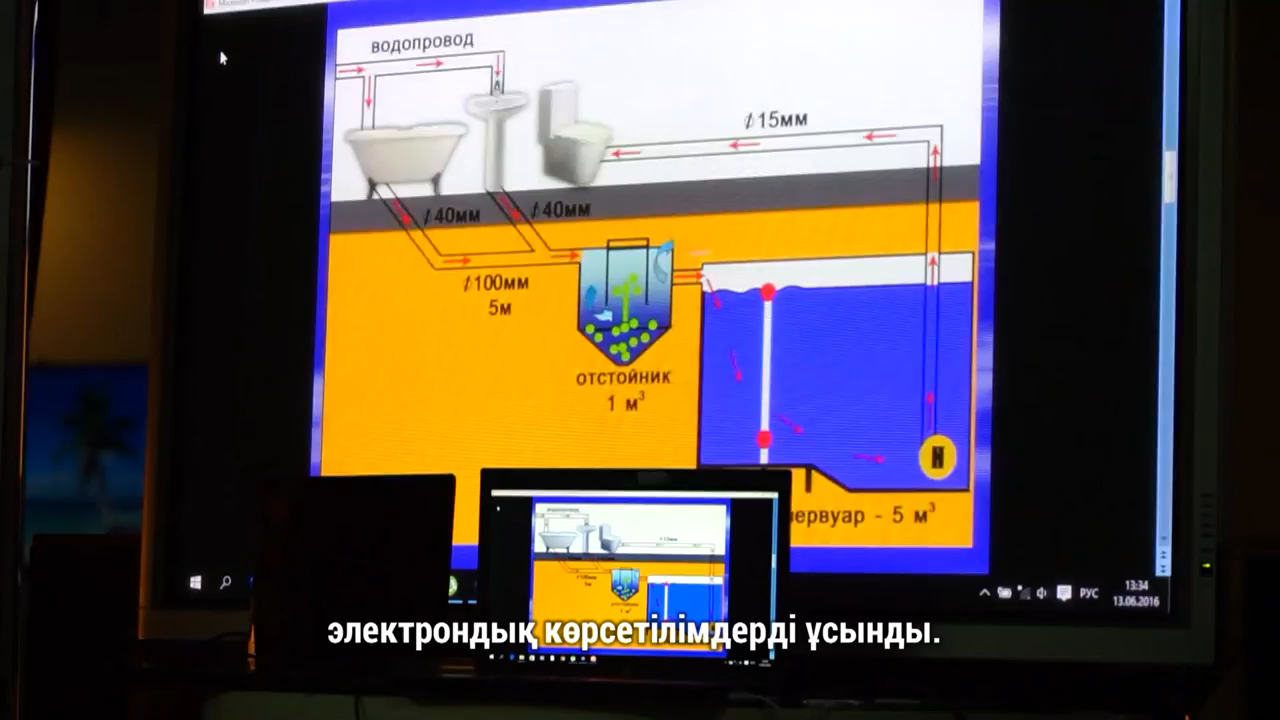 водопровод
⌀15мм
⌀40мм
⌀40мм
⌀100мм
5м
отстойник
1 м³
- 5 м³
РУС
13:34
13.06.2016
электрондық көрсетілімдерді ұсынды.